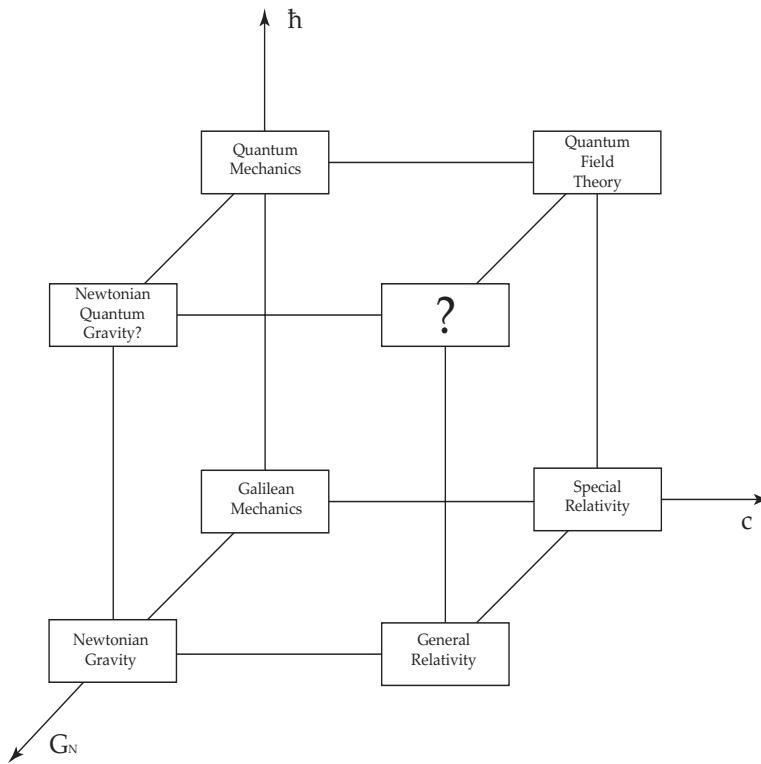 ħ
Quantum
Mechanics
Quantum
Field
Theory
Newtonian
Quantum
Gravity?
?
Galilean
Mechanics
Special
Relativity
c
Newtonian
Gravity
General
Relativity
GN